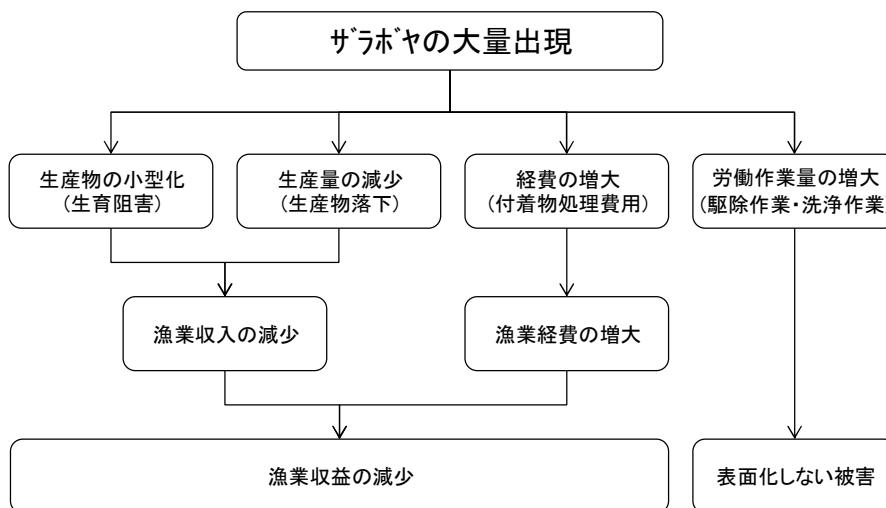 ｻﾞﾗﾎﾞﾔの大量出現
生産物の小型化
(生育阻害)
生産量の減少
(生産物落下)
経費の増大
(付着物処理費用)
労働作業量の増大
(駆除作業・洗浄作業)
漁業収入の減少
漁業経費の増大
漁業収益の減少
表面化しない被害